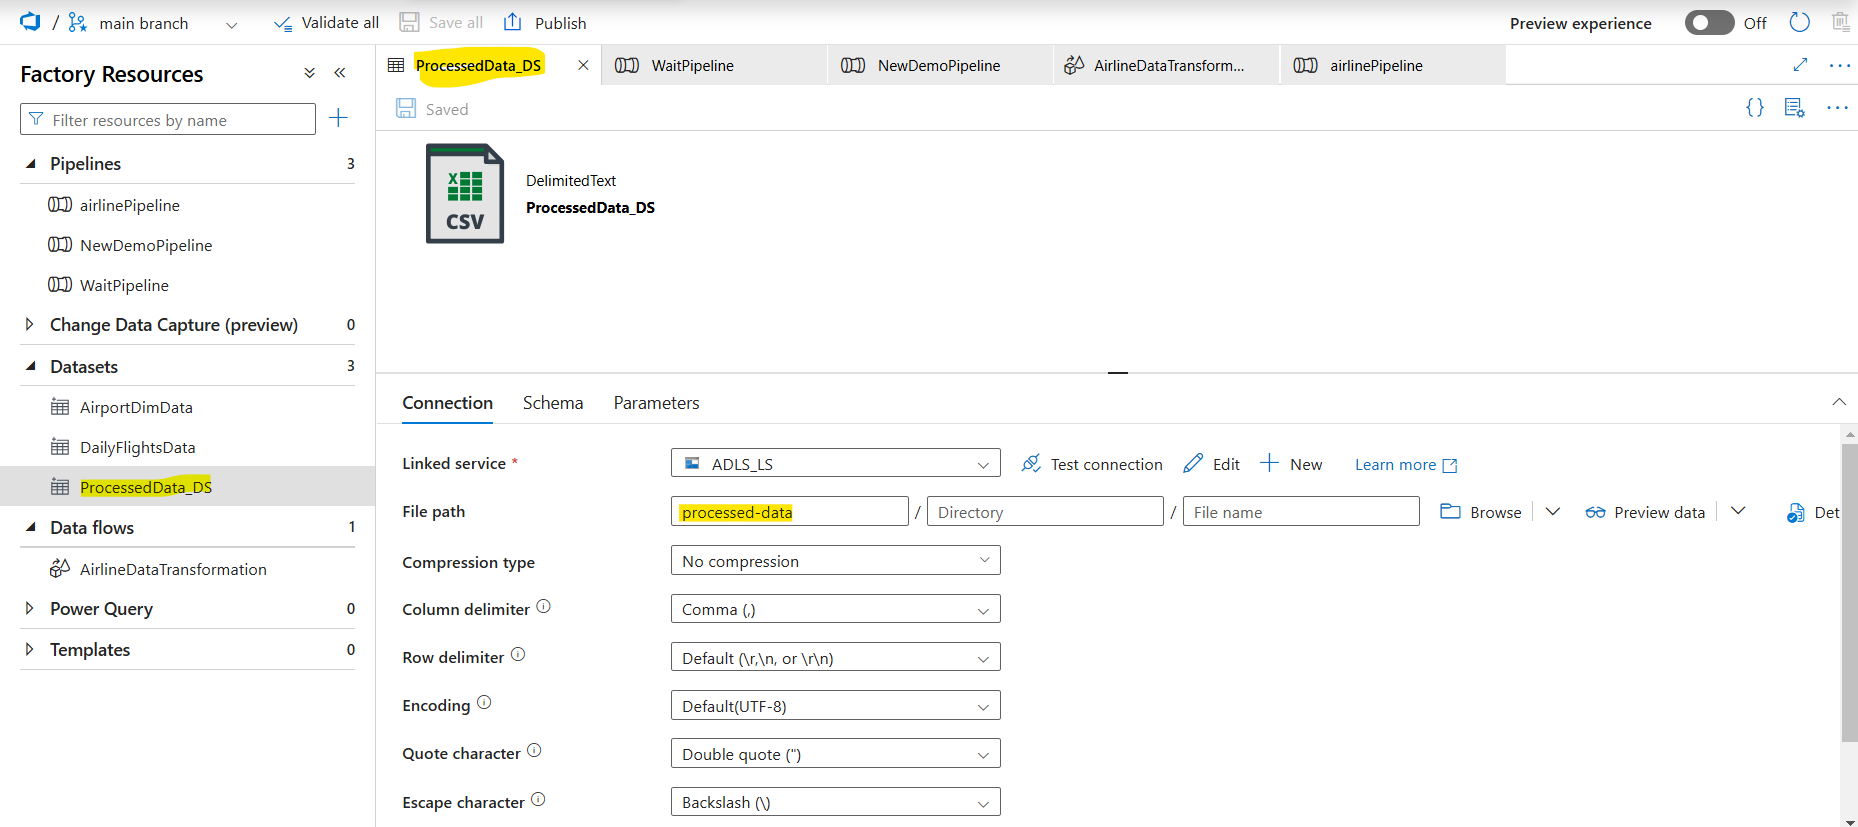 / main branch Validate all Save all Publish Preview experience Off
Factory Resources
Filter resources by name
Pipelines 3
airlinePipeline
NewDemoPipeline
WaitPipeline
Change Data Capture (preview) 0
Datasets 3
AirportDimData
DailyFlightsData
ProcessedData_DS
Data flows 1
AirlineDataTransformation
Power Query 0
Templates 0
ProcessedData_DS WaitPipeline NewDemoPipeline AirlineDataTransform... airlinePipeline
Saved
{}
X
CSV
DelimitedText
ProcessedData_DS
Connection Schema Parameters
Linked service * ADLS_LS Test connection Edit New Learn more
File path processed-data / Directory / File name Browse Preview data Det
Compression type No compression
Column delimiter Comma (,)
Row delimiter Default (\r,\n, or \r\n)
Encoding Default(UTF-8)
Quote character Double quote (")
Escape character Backslash (\)